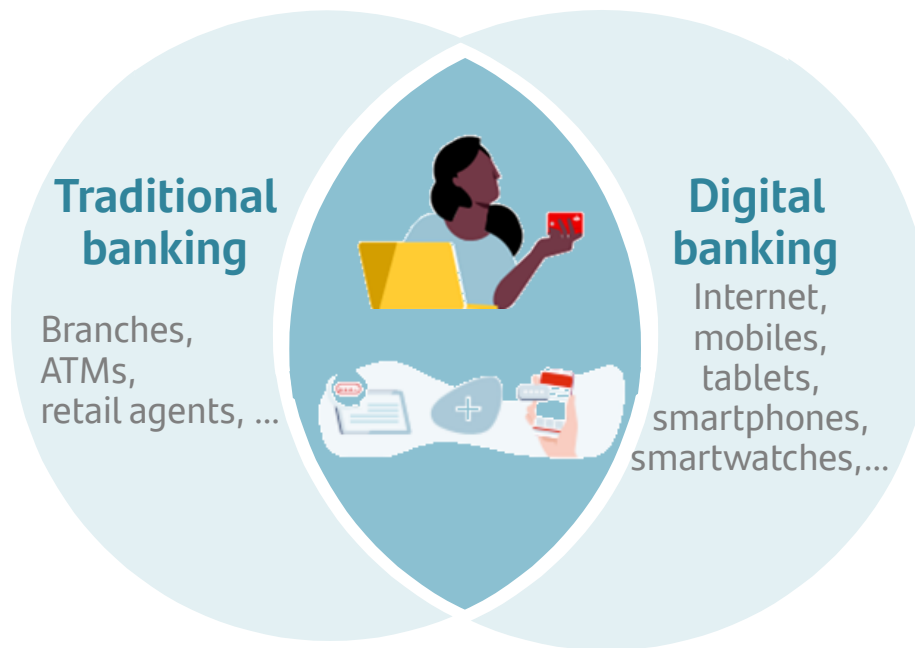 Traditional
banking
Branches,
ATMs,
retail agents, ...
Digital
banking
Internet,
mobiles,
tablets,
smartphones,
smartwatches,...